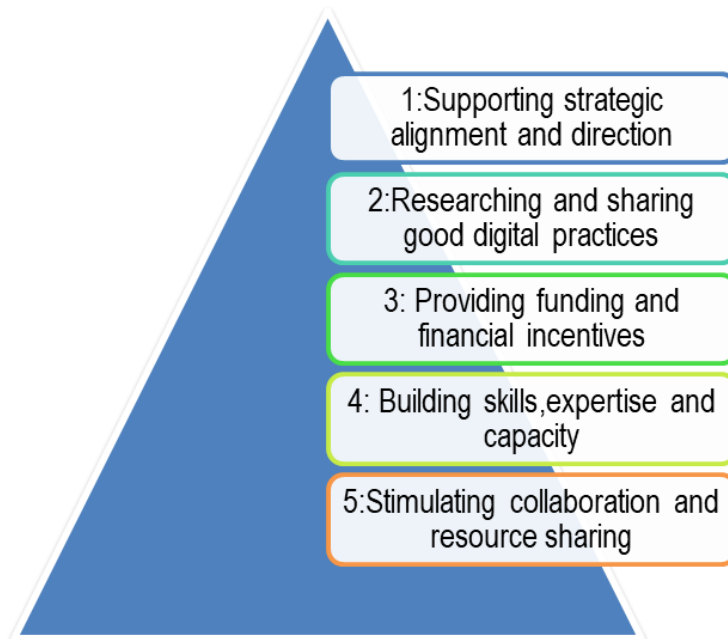 1:Supporting strategic
alignment and direction
2:Researching and sharing
good digital practices
3: Providing funding and
financial incentives
4: Building skills,expertise and
capacity
5:Stimulating collaboration and
resource sharing